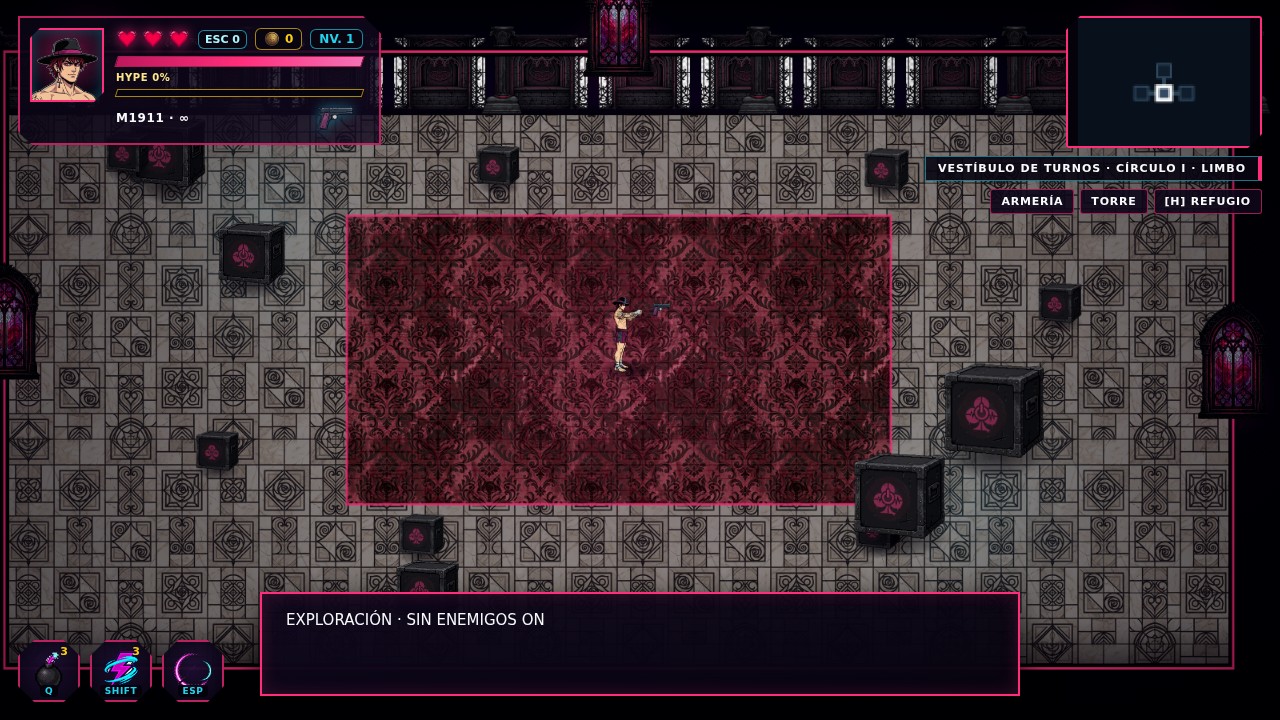 ESC 0
0
NV. 1
HYPE 0%
M1911 · ∞
VESTÍBULO DE TURNOS · CÍRCULO I · LIMBO
ARMERÍA
TORRE
[H] REFUGIO
EXPLORACIÓN · SIN ENEMIGOS ON
3
Q
3
SHIFT
ESP